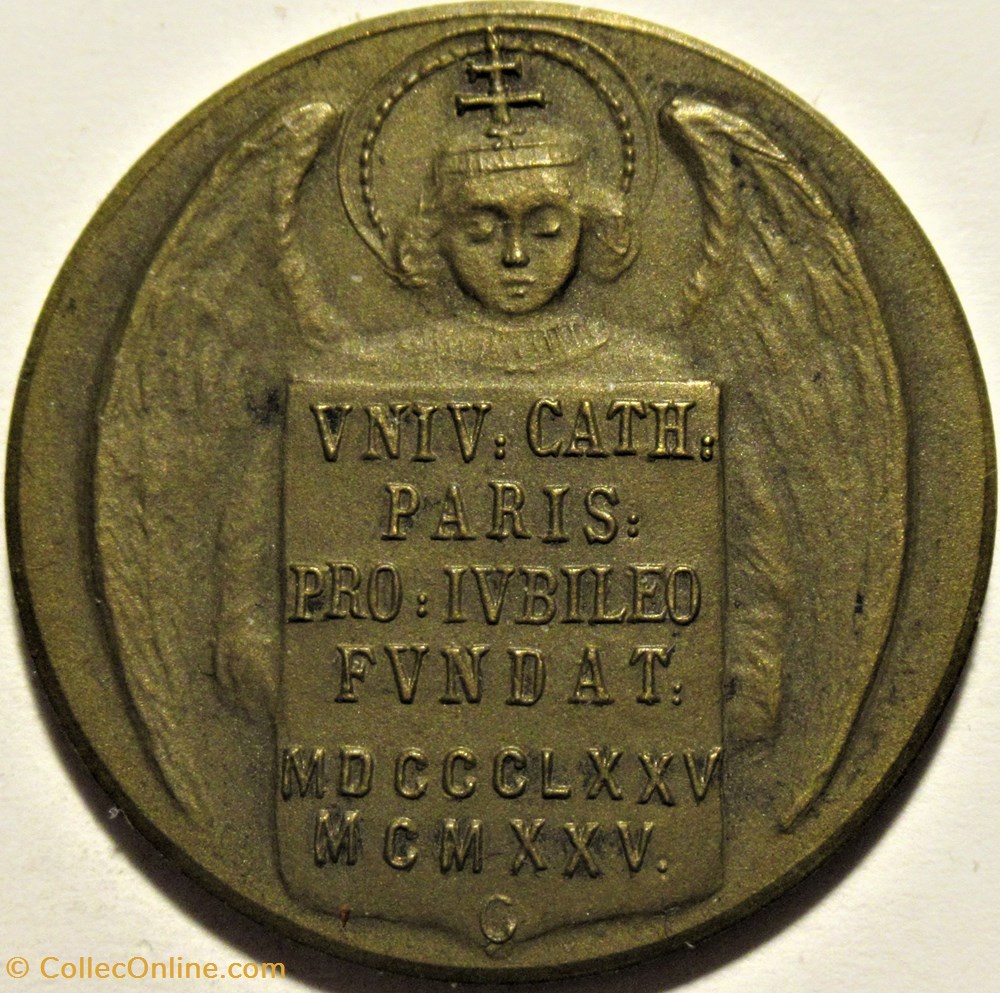 VNIV: CATH:
PARIS:
PRO: IVBILEO
FVNDAT:
MDCCCLXXV
MCMXXV.
© CollecOnline.com